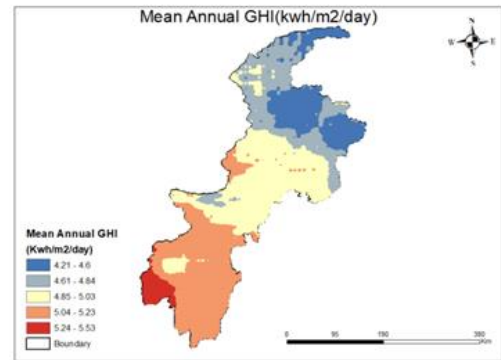 Mean Annual GHI(kwh/m2/day)
N
W E
S
Mean Annual GHI
(Kwh/m2/day)
4.21 - 4.6
4.61 - 4.84
4.85 - 5.03
5.04 - 5.23
5.24 - 5.53
Boundary
0 95 190 380
Km